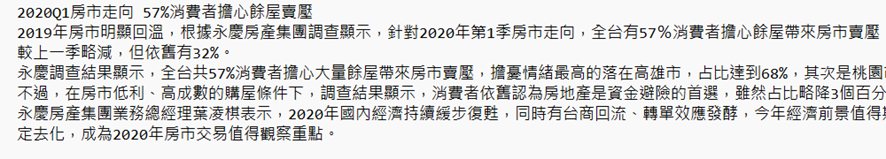 2020Q1房市走向 57%消費者擔心餘屋賣壓
2019年房市明顯回溫，根據永慶房產集團調查顯示，針對2020年第1季房市走向，全台有57%消費者擔心餘屋帶來房市賣壓
較上一季略減，但依舊有32%。
永慶調查結果顯示，全台共57%消費者擔心大量餘屋帶來房市賣壓，擔憂情緒最高的落在高雄市，占比達到68%，其次是桃園
不過，在房市低利、高成數的購屋條件下，調查結果顯示，消費者依舊認為房地產是資金避險的首選，雖然占比略降3個百分
永慶房產集團業務總經理葉凌棋表示，2020年國內經濟持續緩步復甦，同時有台商回流、轉單效應發酵，今年經濟前景值得
定去化，成為2020年房市交易值得觀察重點。